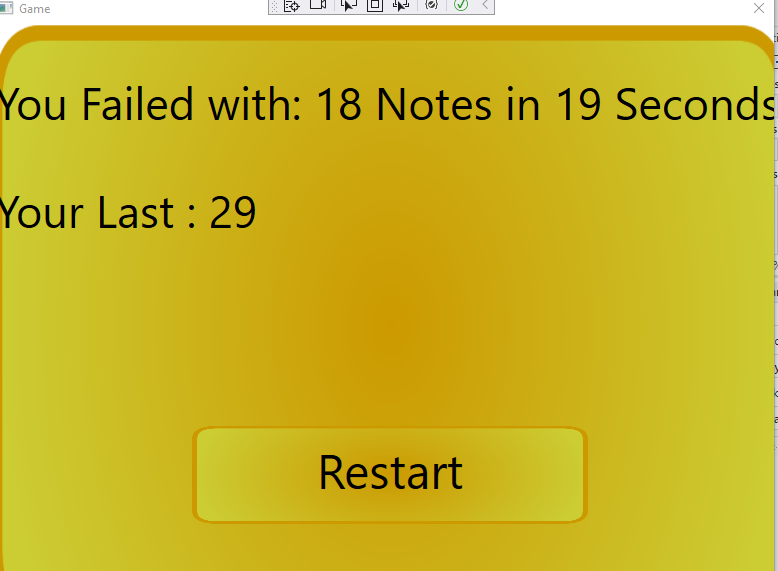 Game
You Failed with: 18 Notes in 19 Seconds
Your Last : 29
Restart